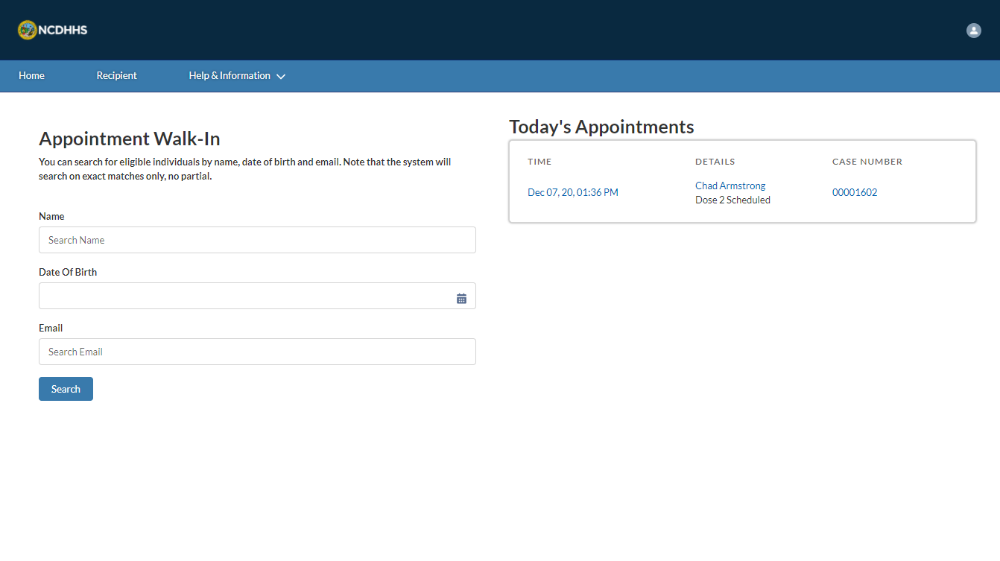 NCDHHS
Home
Recipient
Help & Information
Appointment Walk-In
You can search for eligible individuals by name, date of birth and email. Note that the system will
search on exact matches only, no partial.
Name
Search Name
Date Of Birth
Email
Search Email
Search
Today's Appointments
TIME DETAILS CASE NUMBER
Dec 07, 20, 01:36 PM
Chad Armstrong
Dose 2 Scheduled
00001602